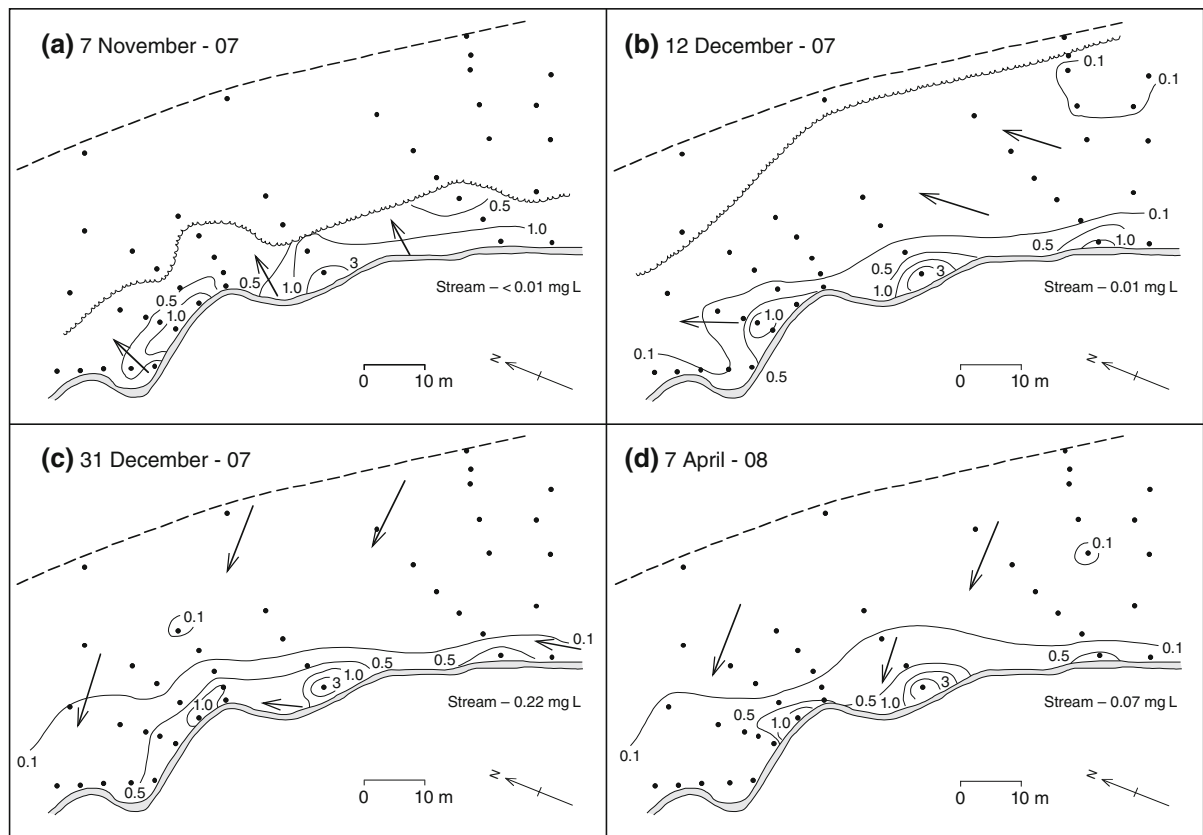 (a) 7 November - 07
0.5
1.0
3
0.5
1.0
0.5
1.0
Stream – < 0.01 mg L
N
0 10 m
(b) 12 December - 07
0.1
0.1
0.1
0.5
1.0
0.5
3
1.0
1.0
0.1
0.5
Stream – 0.01 mg L
N
0 10 m
(c) 31 December - 07
0.1
0.1
0.5
0.5
1.0
3
1.0
0.1
0.5
Stream – 0.22 mg L
N
0 10 m
(d) 7 April - 08
0.1
0.1
0.5
3
0.5
1.0
0.5
1.0
0.1
Stream – 0.07 mg L
N
0 10 m